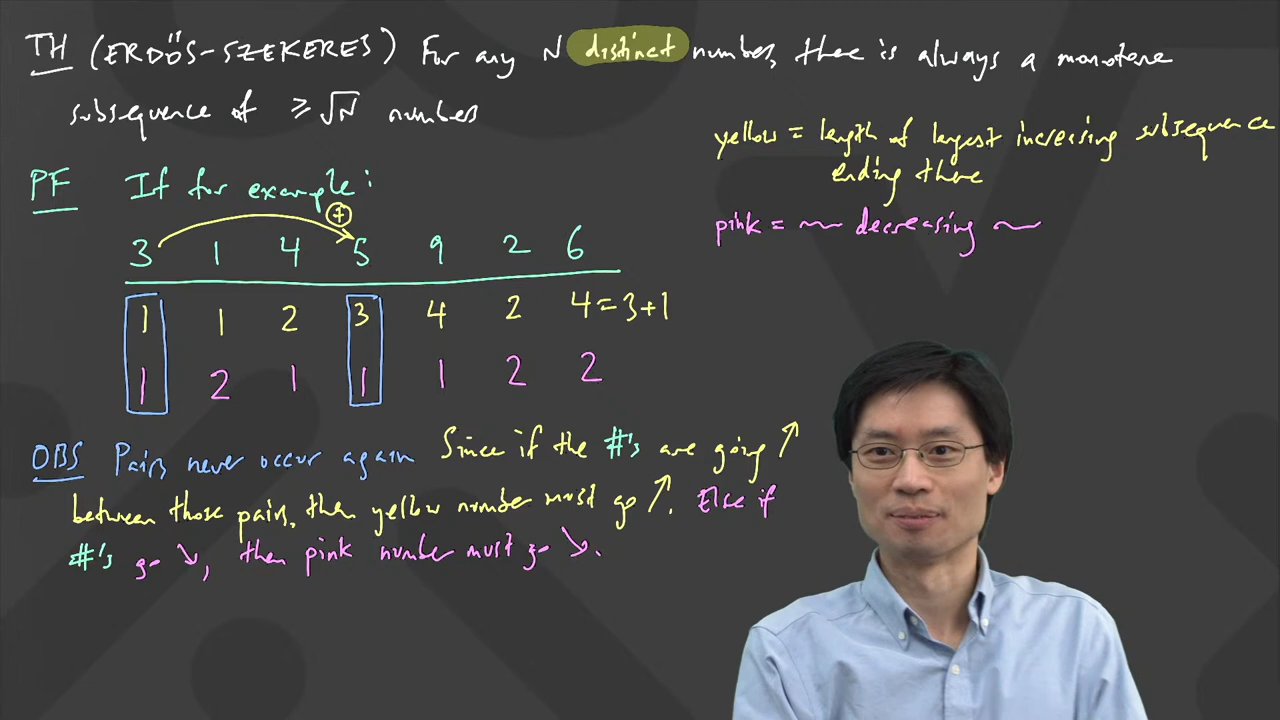 TH (ERDŐS-SZEKERES) For any N distinct numbers, there is always a monotone
subsequence of ≥ √N numbers
yellow = length of largest increasing subsequence
ending there
pink = ~ decreasing ~
PF If for example:
+
3 1 4 5 9 2 6
1 1 2 3 4 2 4=3+1
1 2 1 1 1 2 2
OBS Pairs never occur again Since if the #'s are going ↗
between those pairs, then yellow number must go ↗. Else if
#'s go ↘, then pink number must go ↘.